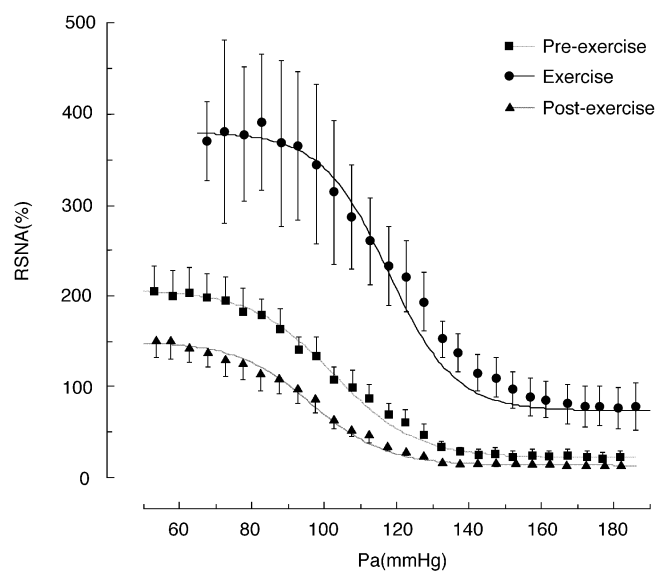 500
400
300
200
100
0
RSNA(%)
Pre-exercise
Exercise
Post-exercise
60 80 100 120 140 160 180
Pa(mmHg)